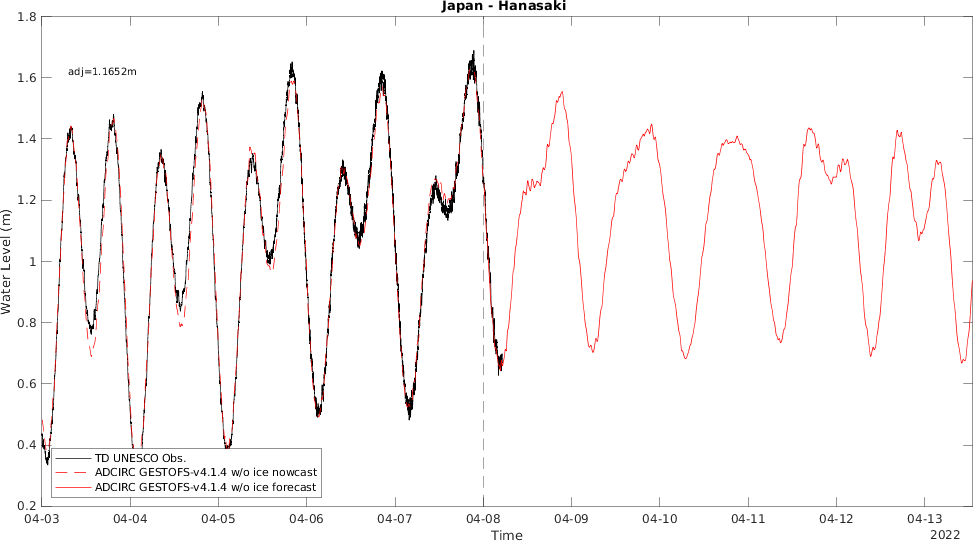 Japan - Hanasaki
1.8
1.6
1.4
1.2
1
0.8
0.6
0.4
0.2
Water Level (m)
adj=1.1652m
TD UNESCO Obs.
ADCIRC GESTOFS-v4.1.4 w/o ice nowcast
ADCIRC GESTOFS-v4.1.4 w/o ice forecast
04-03 04-04 04-05 04-06 04-07 04-08 04-09 04-10 04-11 04-12 04-13
Time
2022